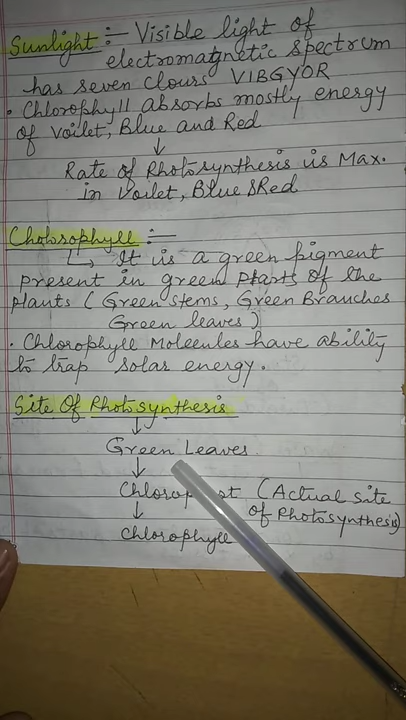 Sunlight :- Visible light of
electromagnetic spectrum
has seven clours VIBGYOR
• Chlorophyll absorbs mostly energy
of Voilet, Blue and Red
↓
Rate of Photosynthesis is Max.
in Voilet, Blue & Red
Cholorophyll :-
↳ It is a green pigment
present in green parts of the
plants (Green stems, Green Branches
Green leaves)
• Chlorophyll Molecules have ability
to trap solar energy.
Site Of Photosynthesis
↓
Green Leaves
↓
(Actual site
of Photosynthesis)
↓
Chlorophyll